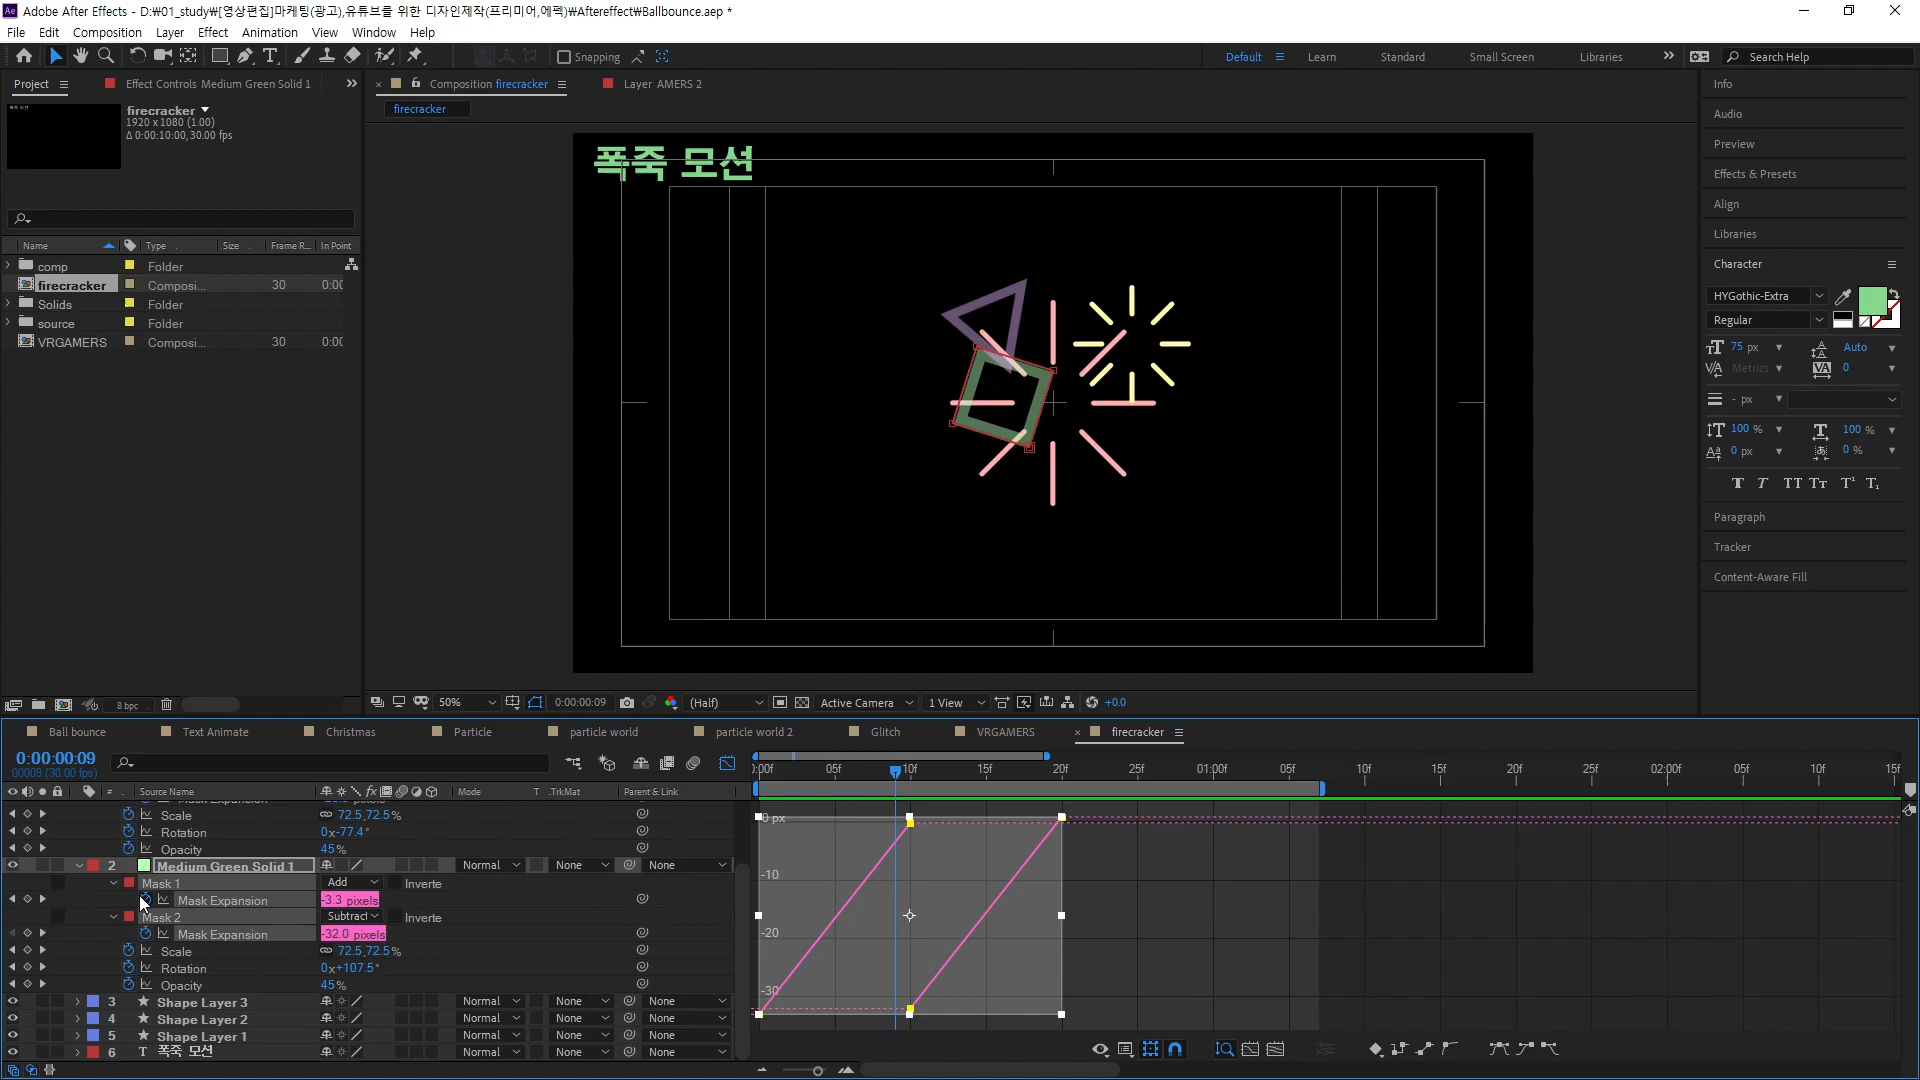 Adobe After Effects - D:\01_study\[영상편집]마케팅(광고),유튜브를 위한 디자인제작(프리미어,에펙)\Aftereffect\Ballbounce.aep *
File Edit Composition Layer Effect Animation View Window Help
Snapping
Default Learn Standard Small Screen Libraries
Search Help
Project
Effect Controls Medium Green Solid 1
Composition firecracker
Layer AMERS 2
firecracker
firecracker
1920 x 1080 (1.00)
Δ 0:00:10:00, 30.00 fps
폭죽 모션
Name Type Size Frame R... In Point
comp Folder
firecracker Composi... 30 0:00
Solids Folder
source Folder
VRGAMERS Composi... 30 0:00
8 bpc
50% 0:00:00:09 (Half) Active Camera 1 View +0.0
Info
Audio
Preview
Effects & Presets
Align
Libraries
Character
HYGothic-Extra
Regular
75 px Auto
Metrics 0
- px
100 % 100 %
0 px 0 %
T T TT Tt T¹ T₁
Paragraph
Tracker
Content-Aware Fill
Ball bounce Text Animate Christmas Particle particle world particle world 2 Glitch VRGAMERS firecracker
0:00:00:09
00009 (30.00 fps)
):00f 05f 10f 15f 20f 25f 01:00f 05f 10f 15f 20f 25f 02:00f 05f 10f 15f
# Source Name Mode T .TrkMat Parent & Link
Scale 72.5,72.5%
Rotation 0x-77.4°
Opacity 45%
2 Medium Green Solid 1 Normal None None
Mask 1 Add Inverte
Mask Expansion -3.3 pixels
Mask 2 Subtract Inverte
Mask Expansion -32.0 pixels
Scale 72.5,72.5%
Rotation 0x+107.5°
Opacity 45%
3 Shape Layer 3 Normal None None
4 Shape Layer 2 Normal None None
5 Shape Layer 1 Normal None None
6 T 폭죽 모션 Normal None None
0 px
-10
-20
-30